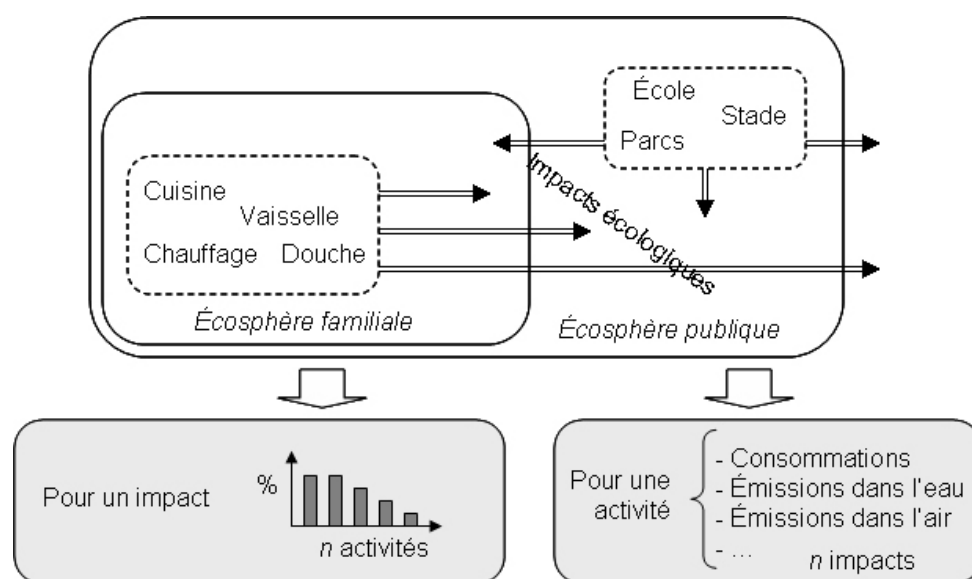 École
Stade
Parcs
Impacts écologiques
Cuisine
Vaisselle
Chauffage Douche
Écosphère familiale
Écosphère publique
Pour un impact
%
n activités
Pour une
activité
- Consommations
- Émissions dans l'eau
- Émissions dans l'air
- ...
n impacts